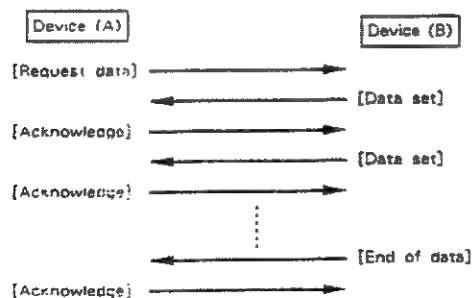 Device (A)
Device (B)
[Request data]
[Data set]
[Acknowledge]
[Data set]
[Acknowledge]
[End of data]
[Acknowledge]